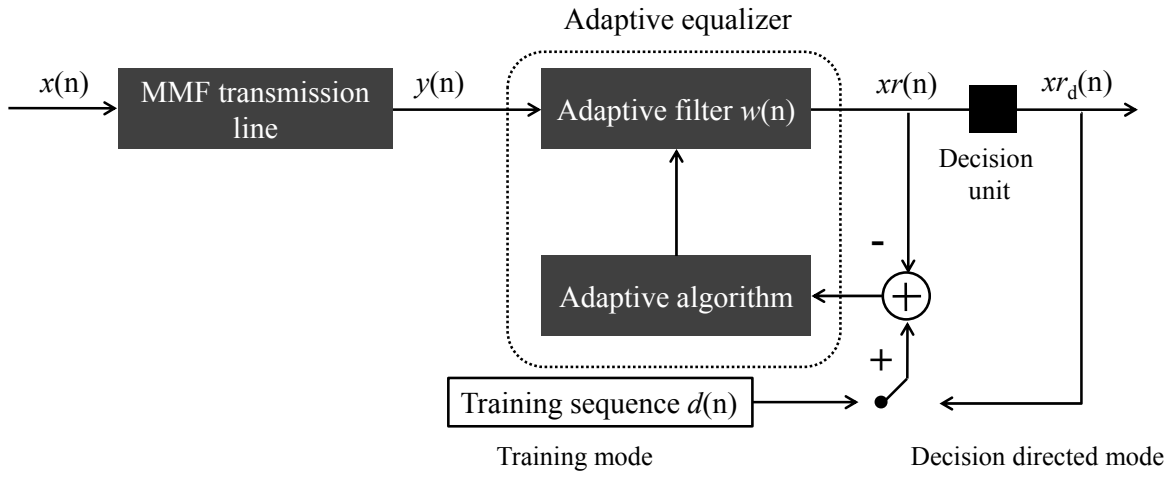 Adaptive equalizer
x(n)
MMF transmission
line
y(n)
Adaptive filter w(n)
xr(n)
xr_d(n)
Decision
unit
-
Adaptive algorithm
+
+
Training sequence d(n)
Training mode
Decision directed mode